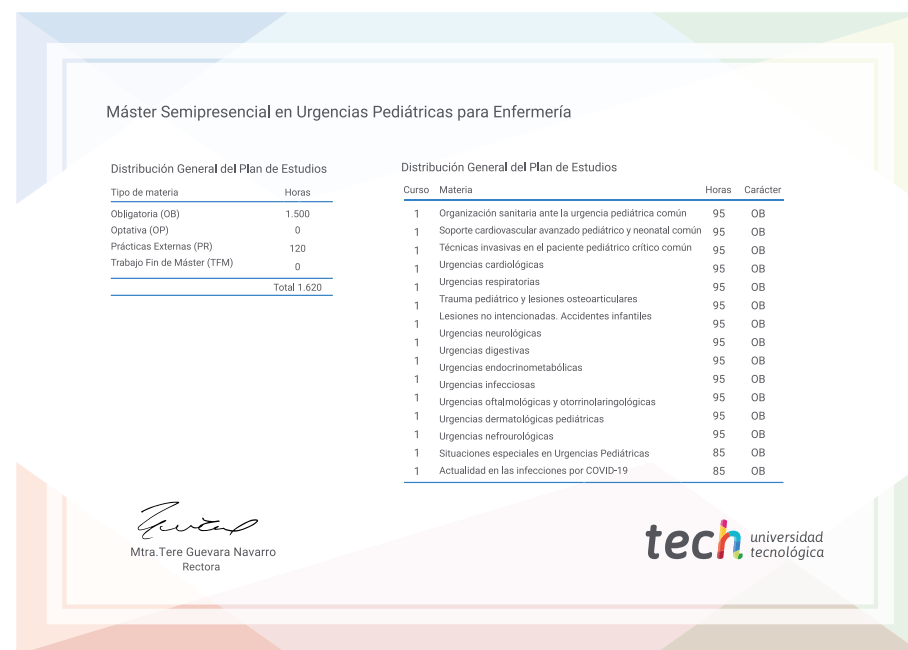 Máster Semipresencial en Urgencias Pediátricas para Enfermería
Distribución General del Plan de Estudios
Tipo de materia Horas
Obligatoria (OB) 1.500
Optativa (OP) 0
Prácticas Externas (PR) 120
Trabajo Fin de Máster (TFM) 0
Total 1.620
Distribución General del Plan de Estudios
Curso Materia Horas Carácter
1 Organización sanitaria ante la urgencia pediátrica común 95 OB
1 Soporte cardiovascular avanzado pediátrico y neonatal común 95 OB
1 Técnicas invasivas en el paciente pediátrico crítico común 95 OB
1 Urgencias cardiológicas 95 OB
1 Urgencias respiratorias 95 OB
1 Trauma pediátrico y lesiones osteoarticulares 95 OB
1 Lesiones no intencionadas. Accidentes infantiles 95 OB
1 Urgencias neurológicas 95 OB
1 Urgencias digestivas 95 OB
1 Urgencias endocrinometabólicas 95 OB
1 Urgencias infecciosas 95 OB
1 Urgencias oftalmológicas y otorrinolaringológicas 95 OB
1 Urgencias dermatológicas pediátricas 95 OB
1 Urgencias nefrourológicas 95 OB
1 Situaciones especiales en Urgencias Pediátricas 85 OB
1 Actualidad en las infecciones por COVID-19 85 OB
Mtra.Tere Guevara Navarro
Rectora
tech universidad
tecnológica